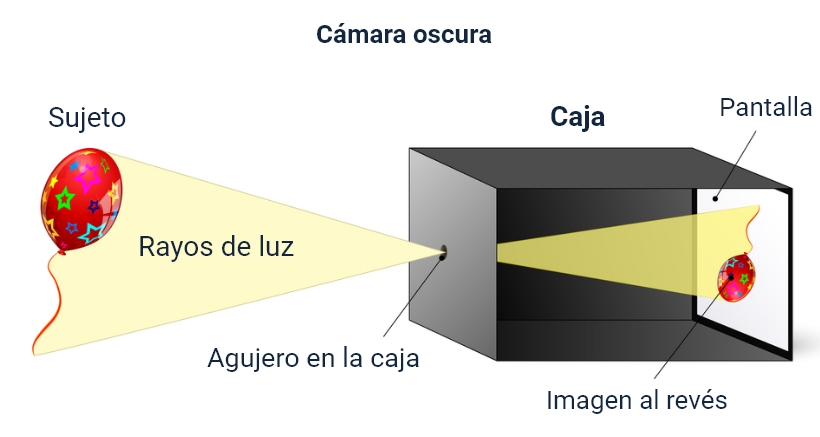 Cámara oscura
Sujeto
Caja
Pantalla
Rayos de luz
Agujero en la caja
Imagen al revés